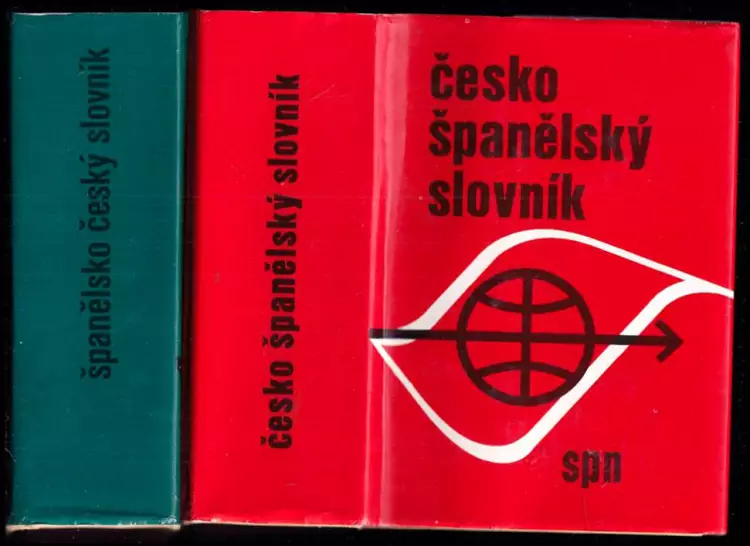 španělsko český slovník
česko španělský slovník
česko
španělský
slovník
spn